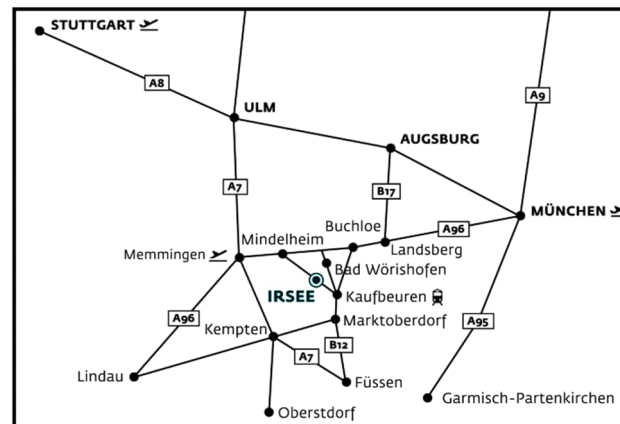 STUTTGART
A8
A9
ULM
AUGSBURG
A7
B17
MÜNCHEN
Buchloe
A96
Mindelheim
Landsberg
Memmingen
Bad Wörishofen
IRSEE
Kaufbeuren
A96
Marktoberdorf
A95
Kempten
B12
A7
Lindau
Füssen
Garmisch-Partenkirchen
Oberstdorf